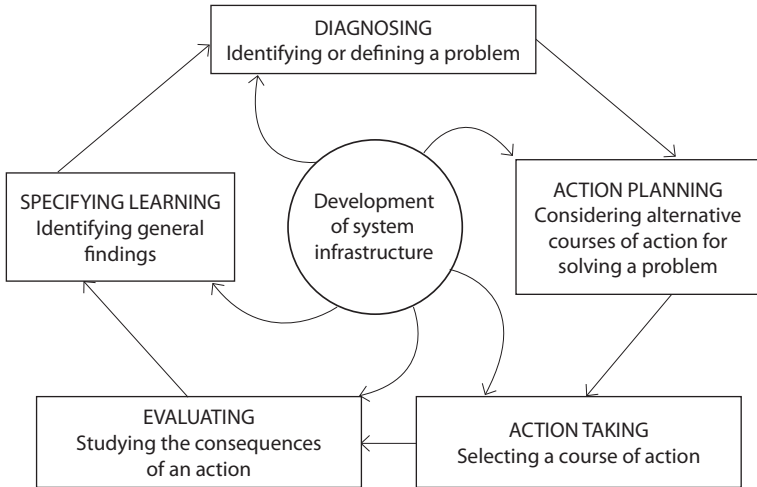 DIAGNOSING
Identifying or defining a problem
SPECIFYING LEARNING
Identifying general
findings
Development
of system
infrastructure
ACTION PLANNING
Considering alternative
courses of action for
solving a problem
EVALUATING
Studying the consequences
of an action
ACTION TAKING
Selecting a course of action